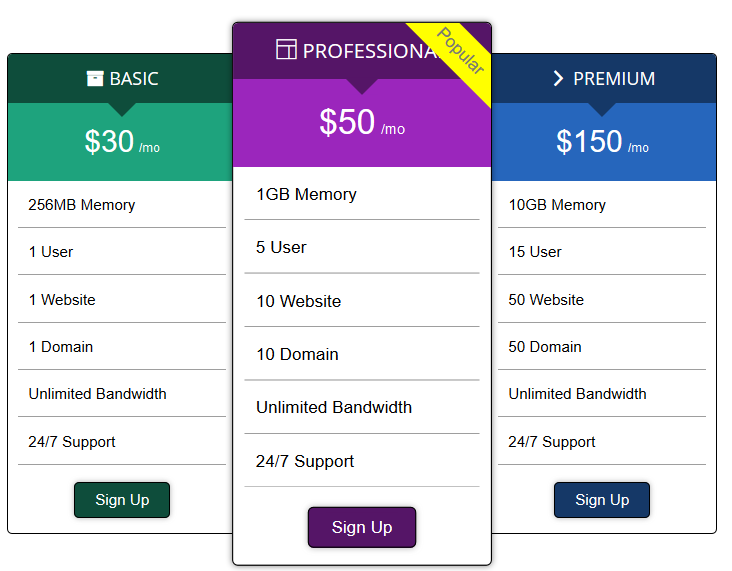 BASIC
$30 /mo
256MB Memory
1 User
1 Website
1 Domain
Unlimited Bandwidth
24/7 Support
Sign Up
PROFESSIONA
Popular
$50 /mo
1GB Memory
5 User
10 Website
10 Domain
Unlimited Bandwidth
24/7 Support
Sign Up
PREMIUM
$150 /mo
10GB Memory
15 User
50 Website
50 Domain
Unlimited Bandwidth
24/7 Support
Sign Up